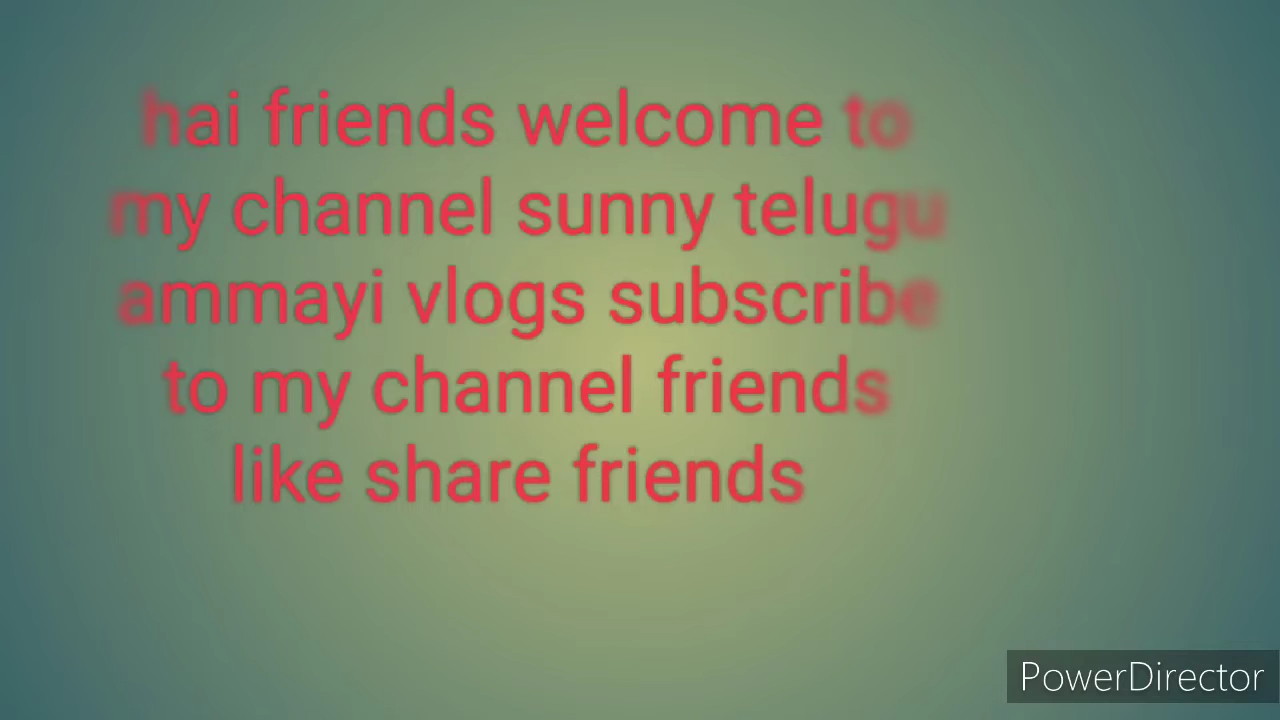 hai friends welcome to
my channel sunny telugu
ammayi vlogs subscribe
to my channel friends
like share friends
PowerDirector